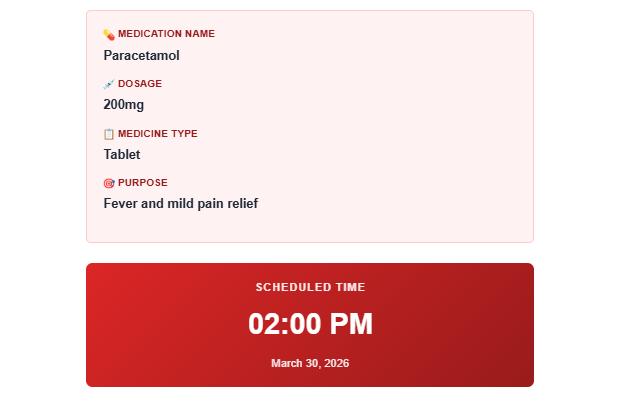 MEDICATION NAME
Paracetamol
DOSAGE
200mg
MEDICINE TYPE
Tablet
PURPOSE
Fever and mild pain relief
SCHEDULED TIME
02:00 PM
March 30, 2026